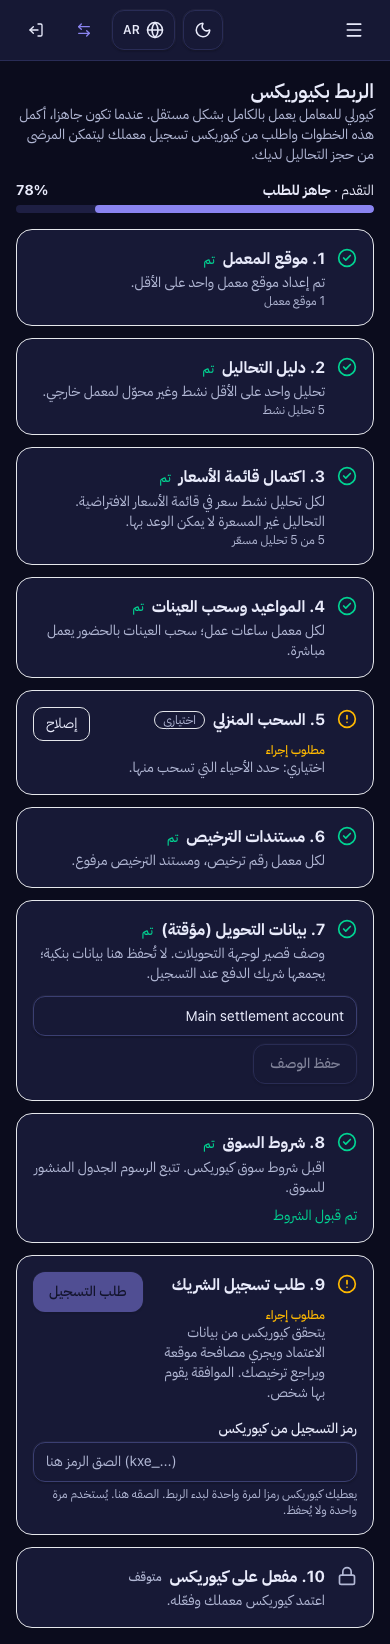 AR
الربط بكيوريكس
كيورلي للمعامل يعمل بالكامل بشكل مستقل. عندما تكون جاهزا، أكمل
هذه الخطوات واطلب من كيوريكس تسجيل معملك ليتمكن المرضى
من حجز التحاليل لديك.
التقدم · جاهز للطلب
78%
1. موقع المعمل تم
تم إعداد موقع معمل واحد على الأقل.
1 موقع معمل
2. دليل التحاليل تم
تحليل واحد على الأقل نشط وغير محوّل لمعمل خارجي.
5 تحليل نشط
3. اكتمال قائمة الأسعار تم
لكل تحليل نشط سعر في قائمة الأسعار الافتراضية.
التحاليل غير المسعرة لا يمكن الوعد بها.
5 من 5 تحليل مسعّر
4. المواعيد وسحب العينات تم
لكل معمل ساعات عمل؛ سحب العينات بالحضور يعمل
مباشرة.
5. السحب المنزلي اختياري
إصلاح
مطلوب إجراء
اختياري: حدد الأحياء التي تسحب منها.
6. مستندات الترخيص تم
لكل معمل رقم ترخيص، ومستند الترخيص مرفوع.
7. بيانات التحويل (مؤقتة) تم
وصف قصير لوجهة التحويلات. لا تُحفظ هنا بيانات بنكية؛
يجمعها شريك الدفع عند التسجيل.
Main settlement account
حفظ الوصف
8. شروط السوق تم
اقبل شروط سوق كيوريكس. تتبع الرسوم الجدول المنشور
للسوق.
تم قبول الشروط
9. طلب تسجيل الشريك
طلب التسجيل
مطلوب إجراء
يتحقق كيوريكس من بيانات
الاعتماد ويجري مصافحة موقعة
ويراجع ترخيصك. الموافقة يقوم
بها شخص.
رمز التسجيل من كيوريكس
الصق الرمز هنا (kxe_...)
يعطيك كيوريكس رمزا لمرة واحدة لبدء الربط. الصقه هنا. يُستخدم مرة
واحدة ولا يُحفظ.
10. مفعل على كيوريكس متوقف
اعتمد كيوريكس معملك وفعّله.